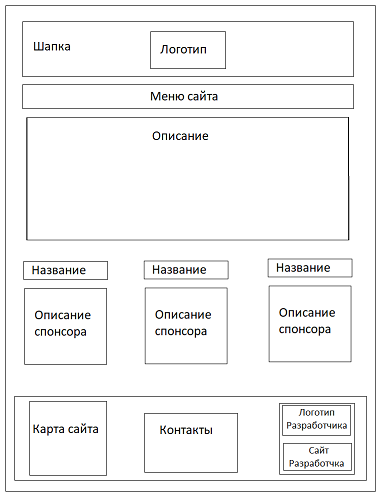 Шапка
Логотип
Меню сайта
Описание
Название
Название
Название
Описание
спонсора
Описание
спонсора
Описание
спонсора
Карта сайта
Контакты
Логотип
Разработчика
Сайт
Разработчка